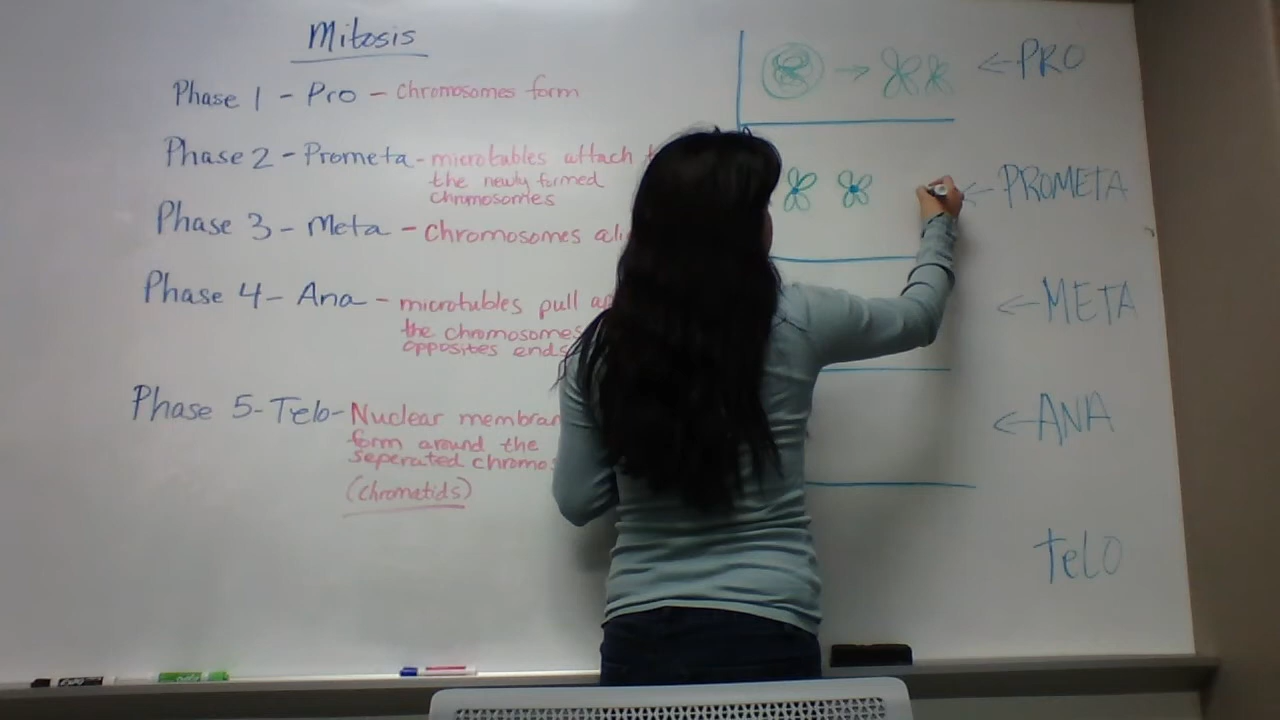 Mitosis
Phase 1 - Pro - chromosomes form
Phase 2 - Prometa - microtubles attach
the newly formed
chromosomes
Phase 3 - Meta - chromosomes
Phase 4 - Ana - microtubles pull
the chromosomes
opposites ends
Phase 5 - Telo - Nuclear
form around the
seperated
(chromatids)
→
← PRO
← PROMETA
← META
← ANA
Telo